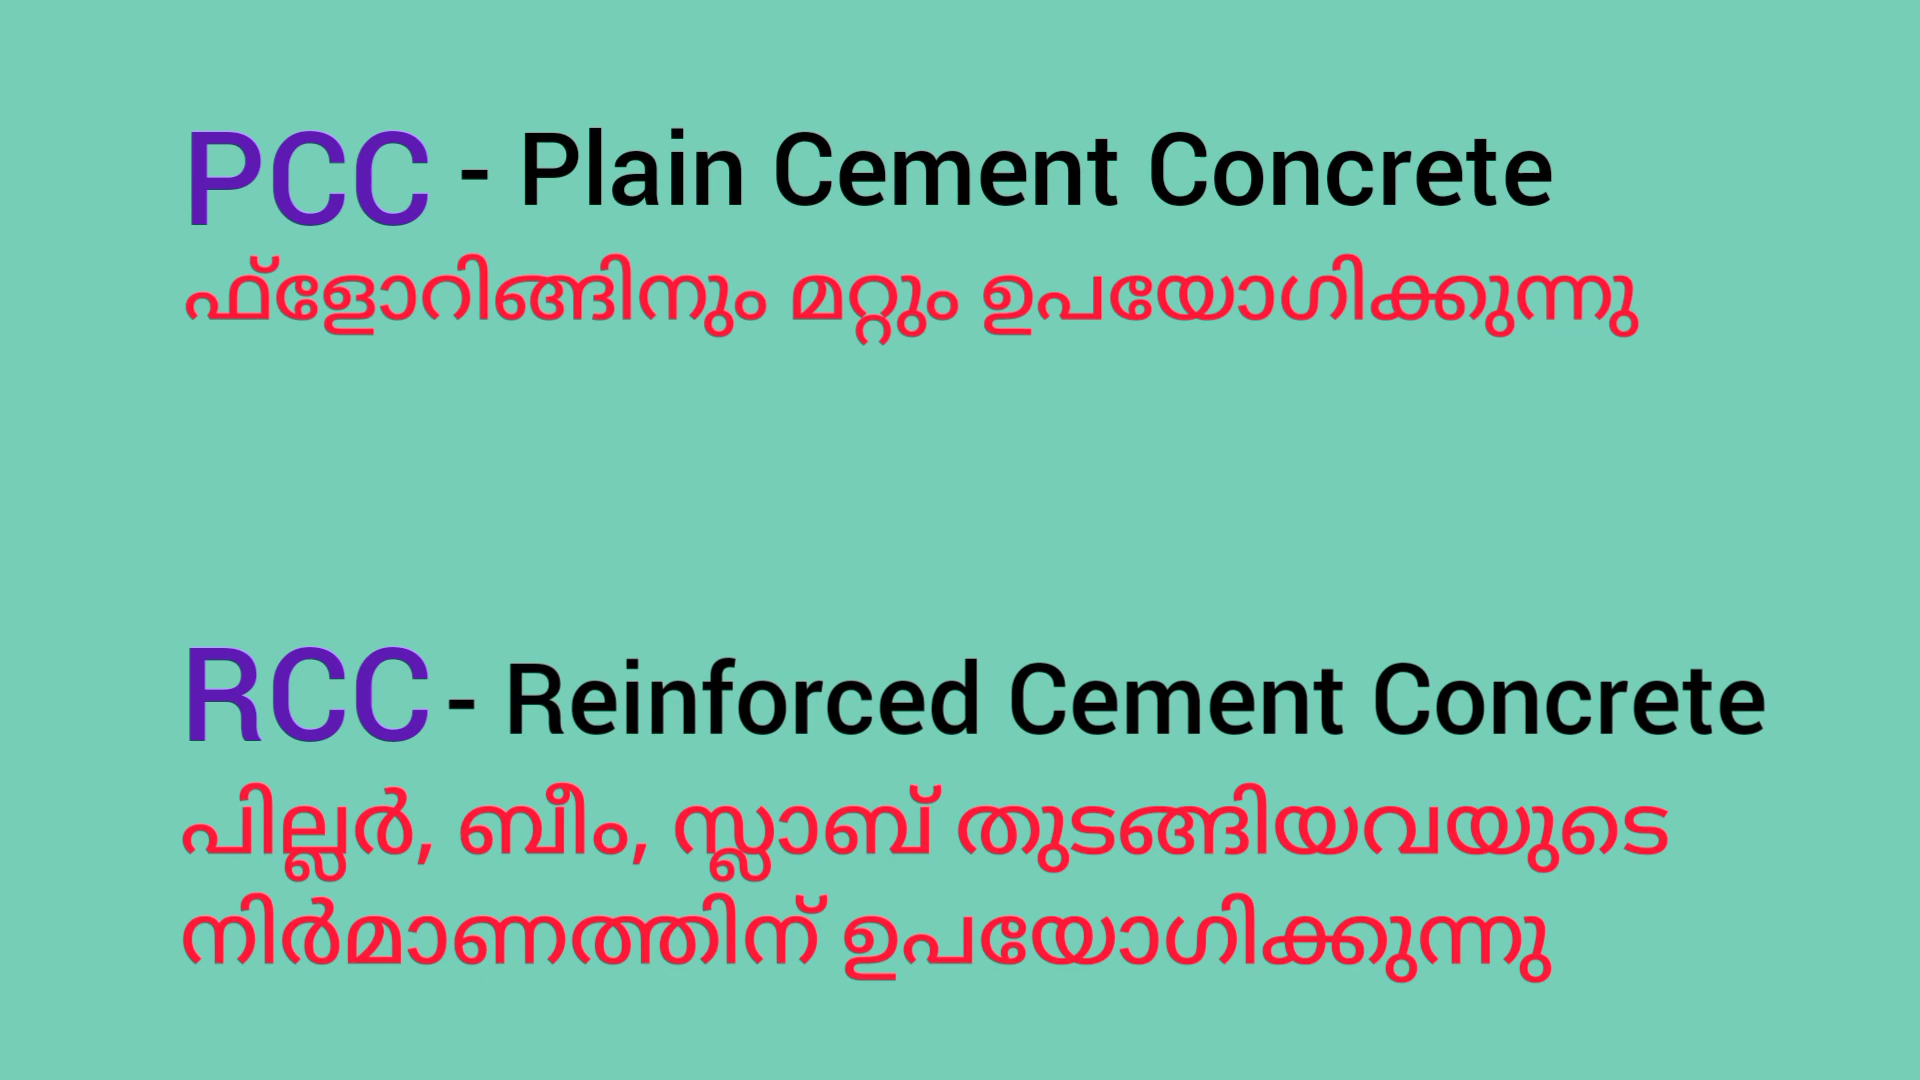 PCC - Plain Cement Concrete
ഫ്ളോറിങ്ങിനും മറ്റും ഉപയോഗിക്കുന്നു
RCC - Reinforced Cement Concrete
പില്ലർ, ബീം, സ്ലാബ് തുടങ്ങിയവയുടെ
നിർമാണത്തിന് ഉപയോഗിക്കുന്നു